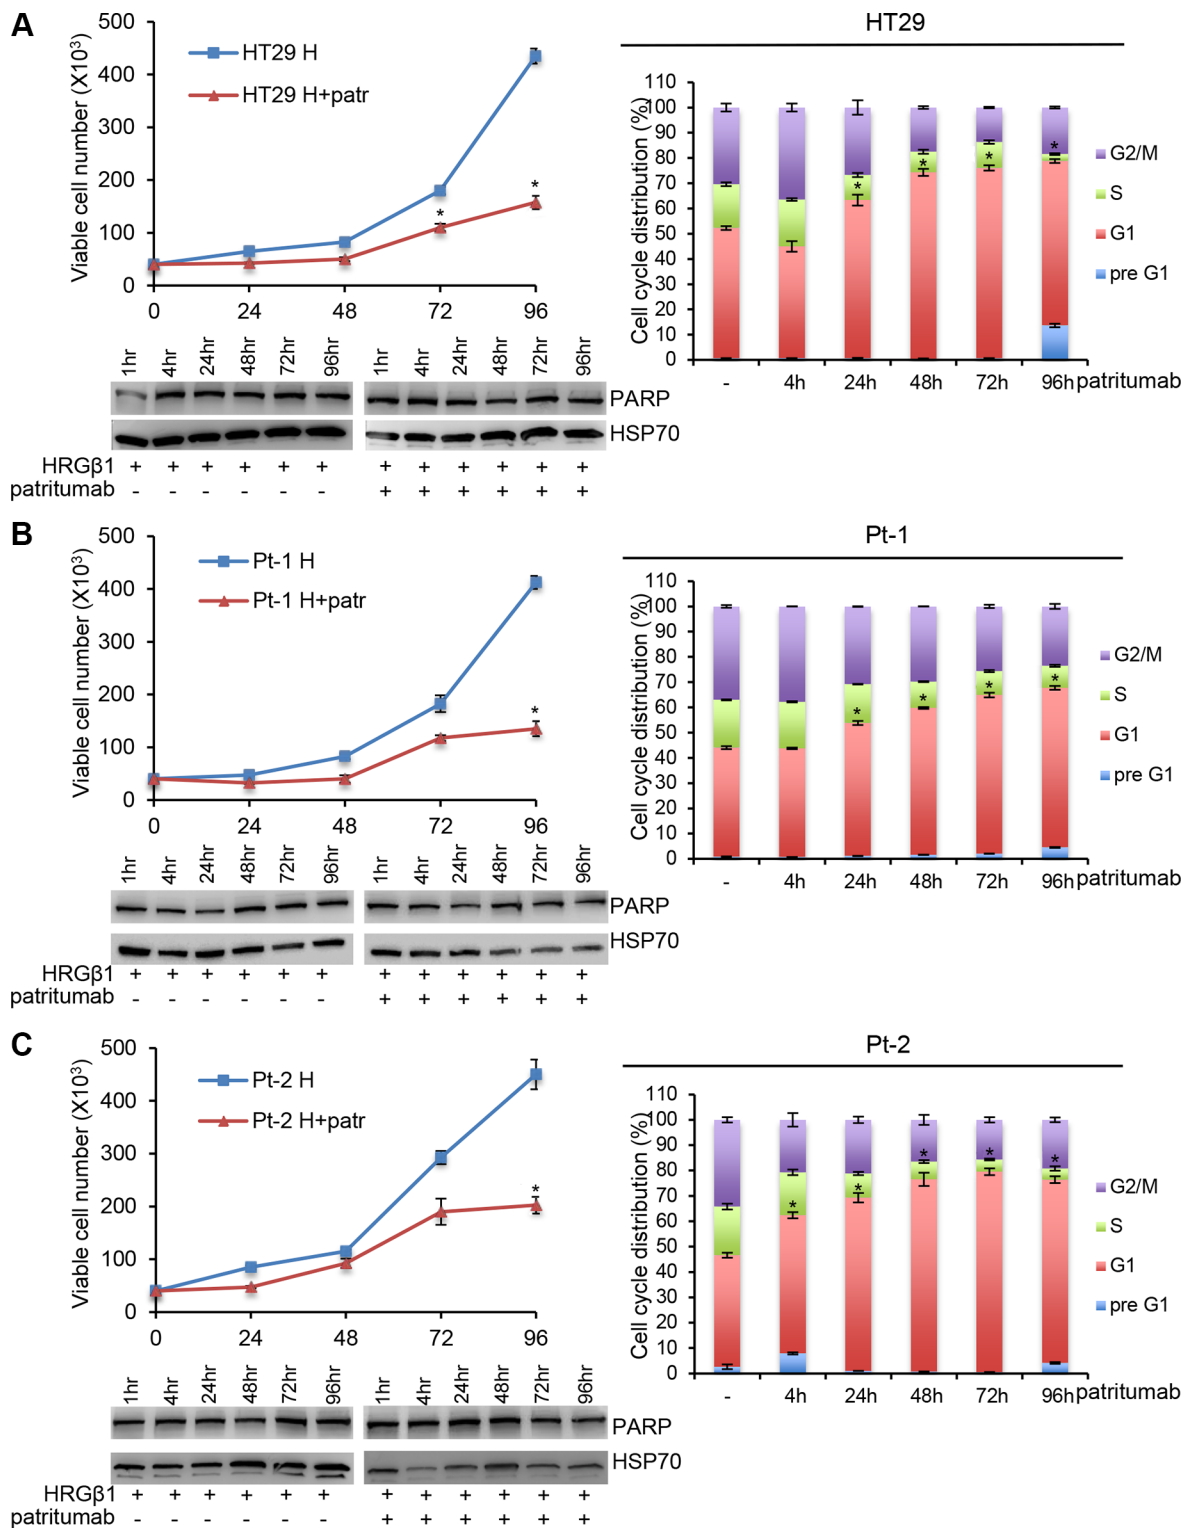 A
HT29
Viable cell number (X10³)
500
400
300
200
100
0
HT29 H
HT29 H+patr
*
*
0 24 48 72 96
Cell cycle distribution (%)
110
100
90
80
70
60
50
40
30
20
10
0
* * * *
G2/M
S
G1
pre G1
- 4h 24h 48h 72h 96h patritumab
1hr 4hr 24hr 48hr 72hr 96hr 1hr 4hr 24hr 48hr 72hr 96hr
PARP
HSP70
HRGβ1 + + + + + + + + + + + +
patritumab - - - - - - + + + + + +
B
Pt-1
Viable cell number (X10³)
500
400
300
200
100
0
Pt-1 H
Pt-1 H+patr
*
0 24 48 72 96
Cell cycle distribution (%)
110
100
90
80
70
60
50
40
30
20
10
0
* * * *
G2/M
S
G1
pre G1
- 4h 24h 48h 72h 96h patritumab
1hr 4hr 24hr 48hr 72hr 96hr 1hr 4hr 24hr 48hr 72hr 96hr
PARP
HSP70
HRGβ1 + + + + + + + + + + + +
patritumab - - - - - - + + + + + +
C
Pt-2
Viable cell number (X10³)
500
400
300
200
100
0
Pt-2 H
Pt-2 H+patr
*
0 24 48 72 96
Cell cycle distribution (%)
110
100
90
80
70
60
50
40
30
20
10
0
* * * * *
G2/M
S
G1
pre G1
- 4h 24h 48h 72h 96h patritumab
1hr 4hr 24hr 48hr 72hr 96hr 1hr 4hr 24hr 48hr 72hr 96hr
PARP
HSP70
HRGβ1 + + + + + + + + + + + +
patritumab - - - - - - + + + + + +